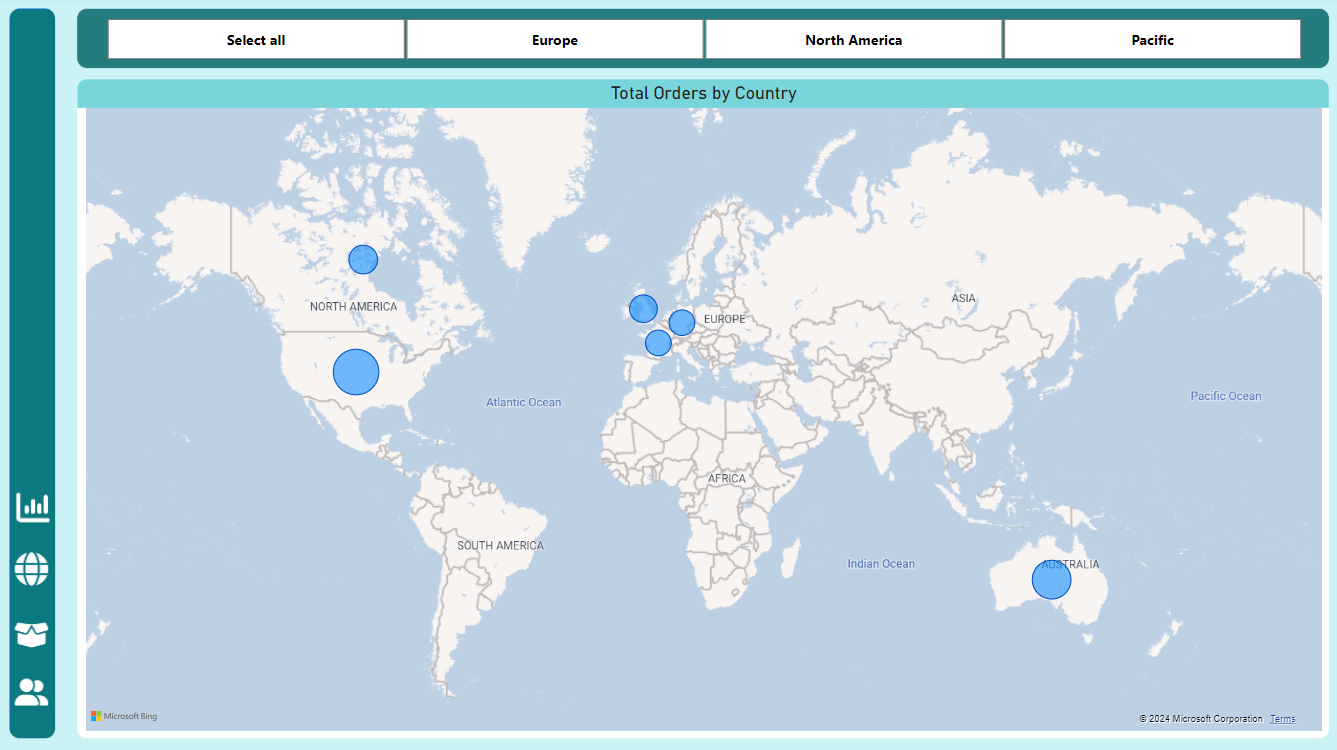 Select all
Europe
North America
Pacific
Total Orders by Country
ASIA
NORTH AMERICA
EUROPE
Pacific Ocean
Atlantic Ocean
AFRICA
SOUTH AMERICA
Indian Ocean
AUSTRALIA
Microsoft Bing
© 2024 Microsoft Corporation Terms